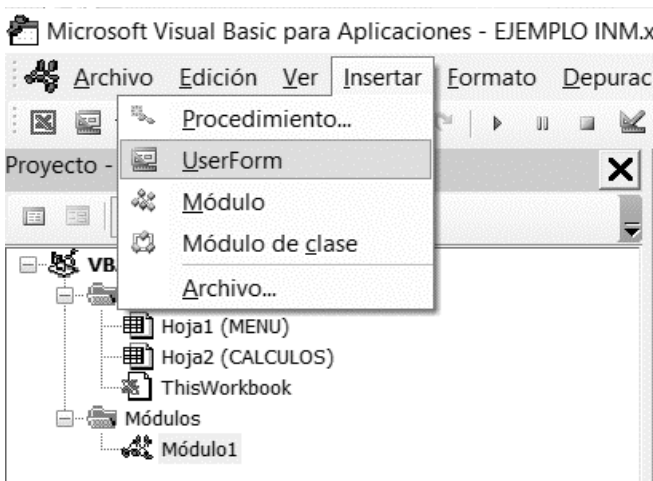 Microsoft Visual Basic para Aplicaciones - EJEMPLO INM.x
Archivo Edición Ver Insertar Formato Depurac
Procedimiento...
Proyecto -
UserForm
Módulo
Módulo de clase
VB
Archivo...
Hoja1 (MENU)
Hoja2 (CALCULOS)
ThisWorkbook
Módulos
Módulo1